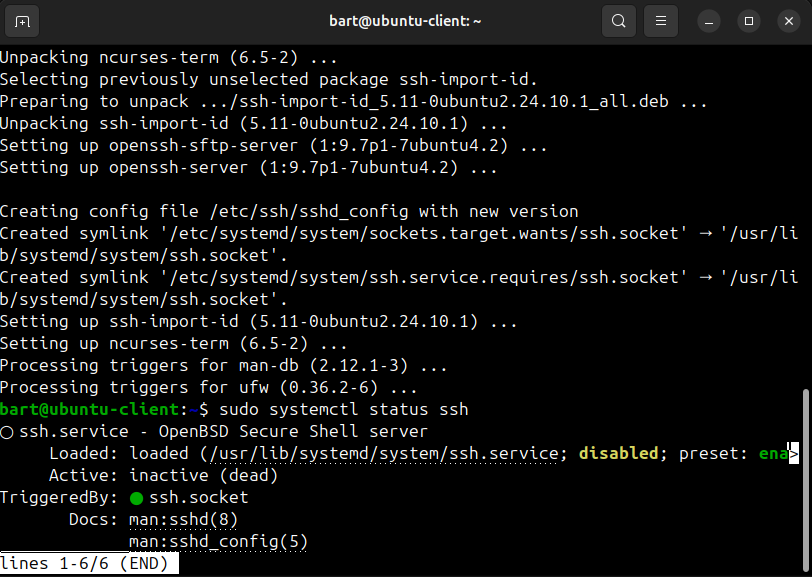 bart@ubuntu-client: ~
Unpacking ncurses-term (6.5-2) ...
Selecting previously unselected package ssh-import-id.
Preparing to unpack .../ssh-import-id_5.11-0ubuntu2.24.10.1_all.deb ...
Unpacking ssh-import-id (5.11-0ubuntu2.24.10.1) ...
Setting up openssh-sftp-server (1:9.7p1-7ubuntu4.2) ...
Setting up openssh-server (1:9.7p1-7ubuntu4.2) ...
Creating config file /etc/ssh/sshd_config with new version
Created symlink '/etc/systemd/system/sockets.target.wants/ssh.socket' → '/usr/li
b/systemd/system/ssh.socket'.
Created symlink '/etc/systemd/system/ssh.service.requires/ssh.socket' → '/usr/li
b/systemd/system/ssh.socket'.
Setting up ssh-import-id (5.11-0ubuntu2.24.10.1) ...
Setting up ncurses-term (6.5-2) ...
Processing triggers for man-db (2.12.1-3) ...
Processing triggers for ufw (0.36.2-6) ...
bart@ubuntu-client:~$ sudo systemctl status ssh
○ ssh.service - OpenBSD Secure Shell server
     Loaded: loaded (/usr/lib/systemd/system/ssh.service; disabled; preset: ena>
     Active: inactive (dead)
TriggeredBy: ● ssh.socket
       Docs: man:sshd(8)
             man:sshd_config(5)
lines 1-6/6 (END)